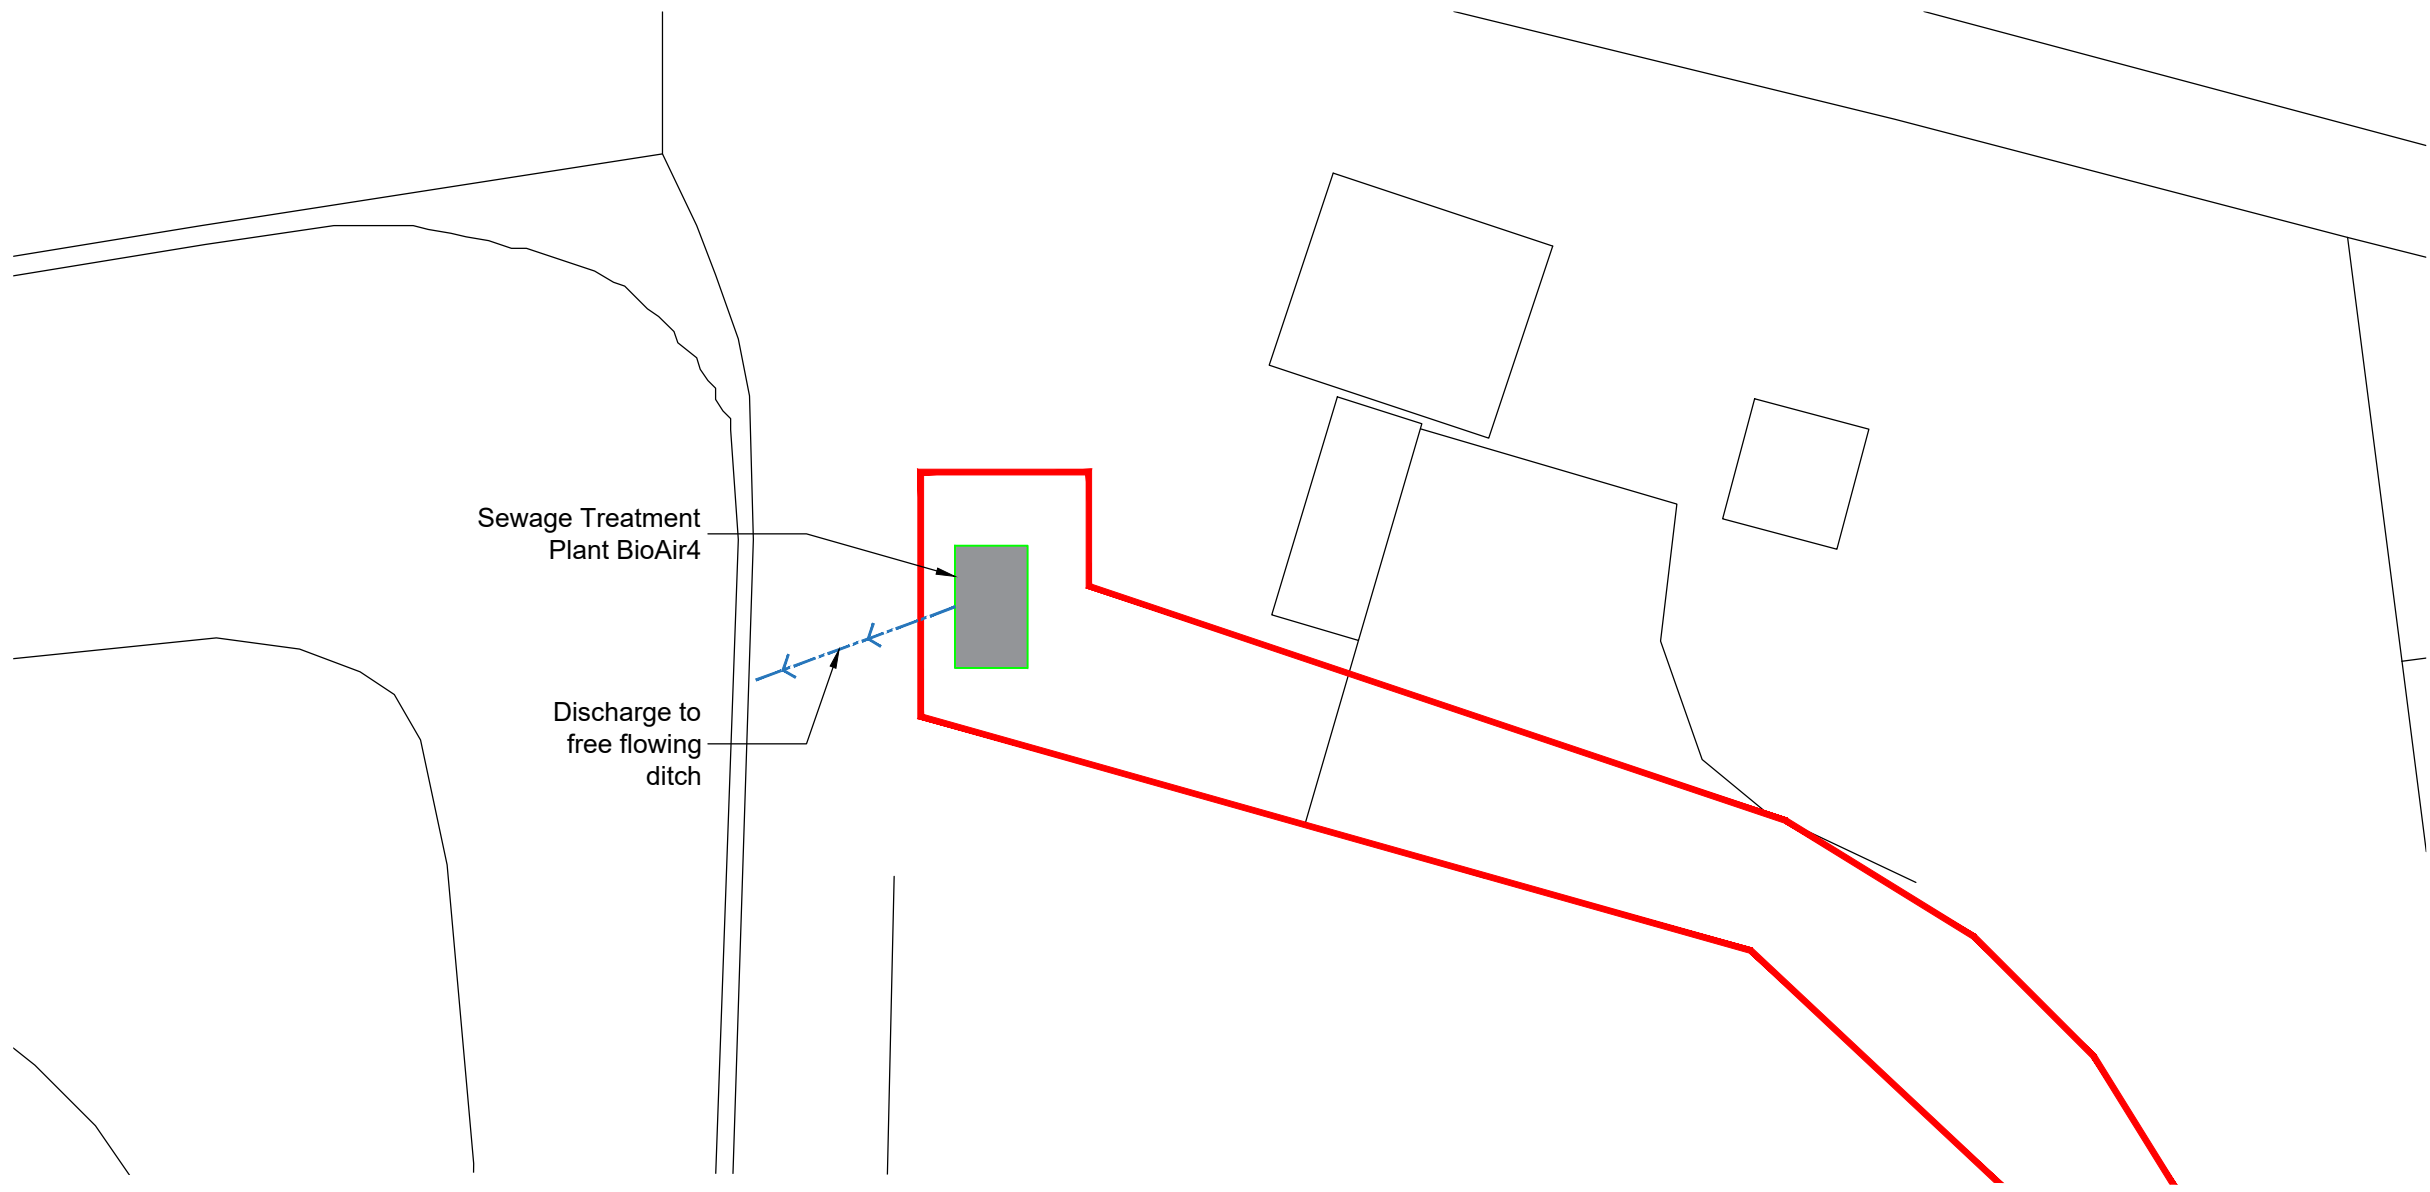 Sewage Treatment
Plant BioAir4
Discharge to
free flowing
ditch